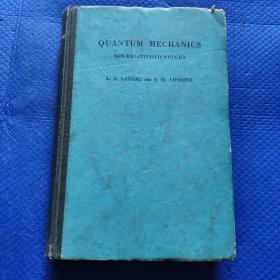 QUANTUM MECHANICS
NON-RELATIVISTIC THEORY
L. D. LANDAU AND E. M. LIFSHITZ